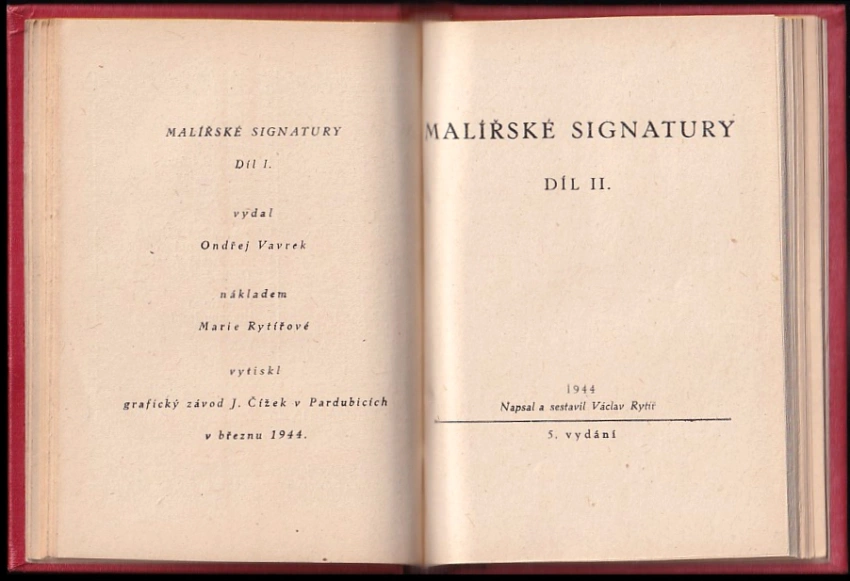 MALÍŘSKÉ SIGNATURY
Díl I.
vydal
Ondřej Vavrek
nákladem
Marie Rytířové
vytiskl
grafický závod J. Čížek v Pardubicích
v březnu 1944.
MALÍŘSKÉ SIGNATURY
DÍL II.
1944
Napsal a sestavil Václav Rytíř
5. vydání